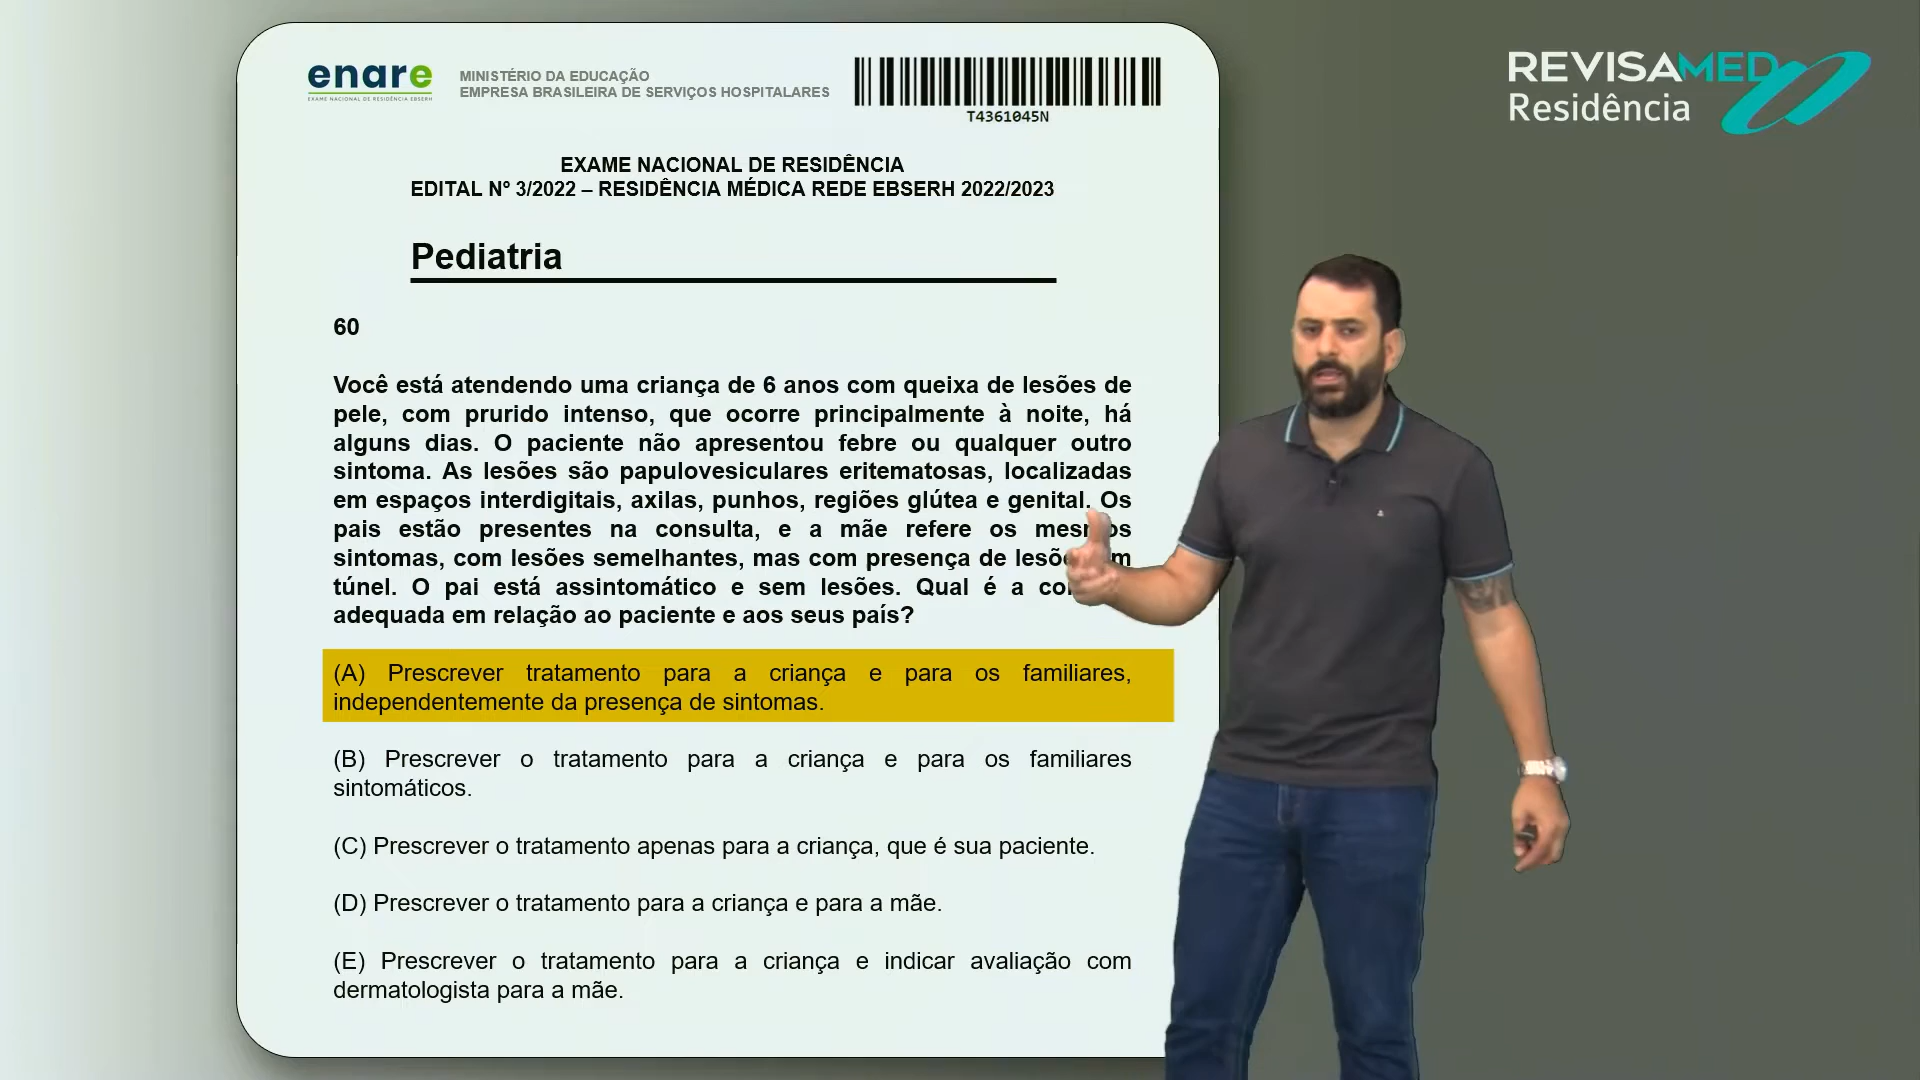 enare
EXAME NACIONAL DE RESIDÊNCIA EBSERH
MINISTÉRIO DA EDUCAÇÃO
EMPRESA BRASILEIRA DE SERVIÇOS HOSPITALARES
T4361045N
REVISAMED
Residência
EXAME NACIONAL DE RESIDÊNCIA
EDITAL Nº 3/2022 – RESIDÊNCIA MÉDICA REDE EBSERH 2022/2023
Pediatria
60
Você está atendendo uma criança de 6 anos com queixa de lesões de
pele, com prurido intenso, que ocorre principalmente à noite, há
alguns dias. O paciente não apresentou febre ou qualquer outro
sintoma. As lesões são papulovesiculares eritematosas, localizadas
em espaços interdigitais, axilas, punhos, regiões glútea e genital. Os
pais estão presentes na consulta, e a mãe refere os mesmos
sintomas, com lesões semelhantes, mas com presença de
túnel. O pai está assintomático e sem lesões. Qual é a
adequada em relação ao paciente e aos seus país?
(A) Prescrever tratamento para a criança e para os familiares,
independentemente da presença de sintomas.
(B) Prescrever o tratamento para a criança e para os familiares
sintomáticos.
(C) Prescrever o tratamento apenas para a criança, que é sua paciente.
(D) Prescrever o tratamento para a criança e para a mãe.
(E) Prescrever o tratamento para a criança e indicar avaliação com
dermatologista para a mãe.